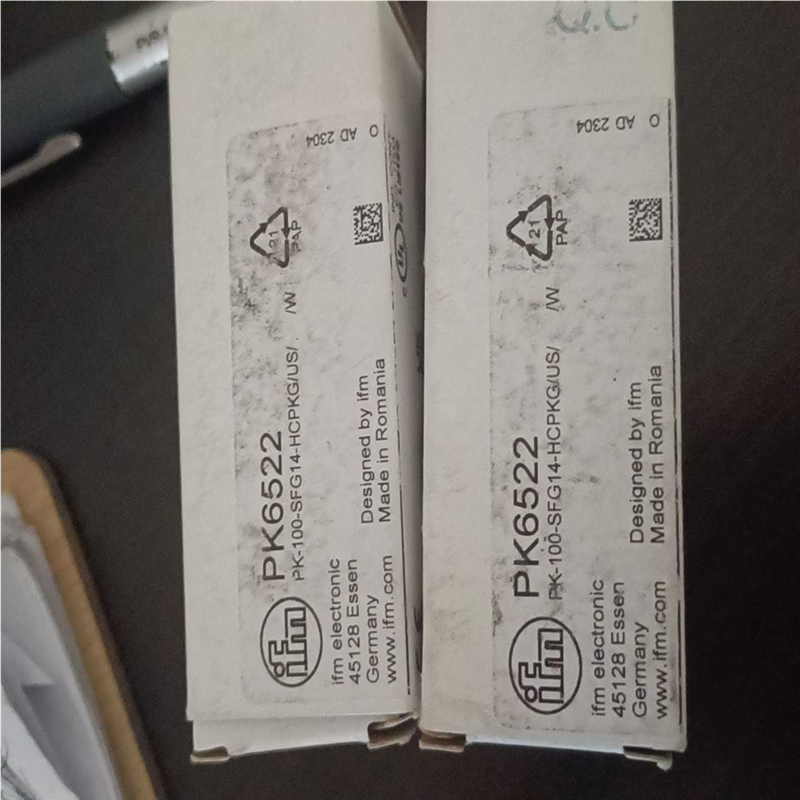 ifm
PK6522
PK-100-SFG14-HCPKG/US/ /W
ifm electronic
45128 Essen
Germany
www.ifm.com
Designed by ifm
Made in Romania
21
PAP
O AD 2304
UL
ifm
PK6522
PK-100-SFG14-HCPKG/US/ /W
ifm electronic
45128 Essen
Germany
www.ifm.com
Designed by ifm
Made in Romania
21
PAP
O AD 2304